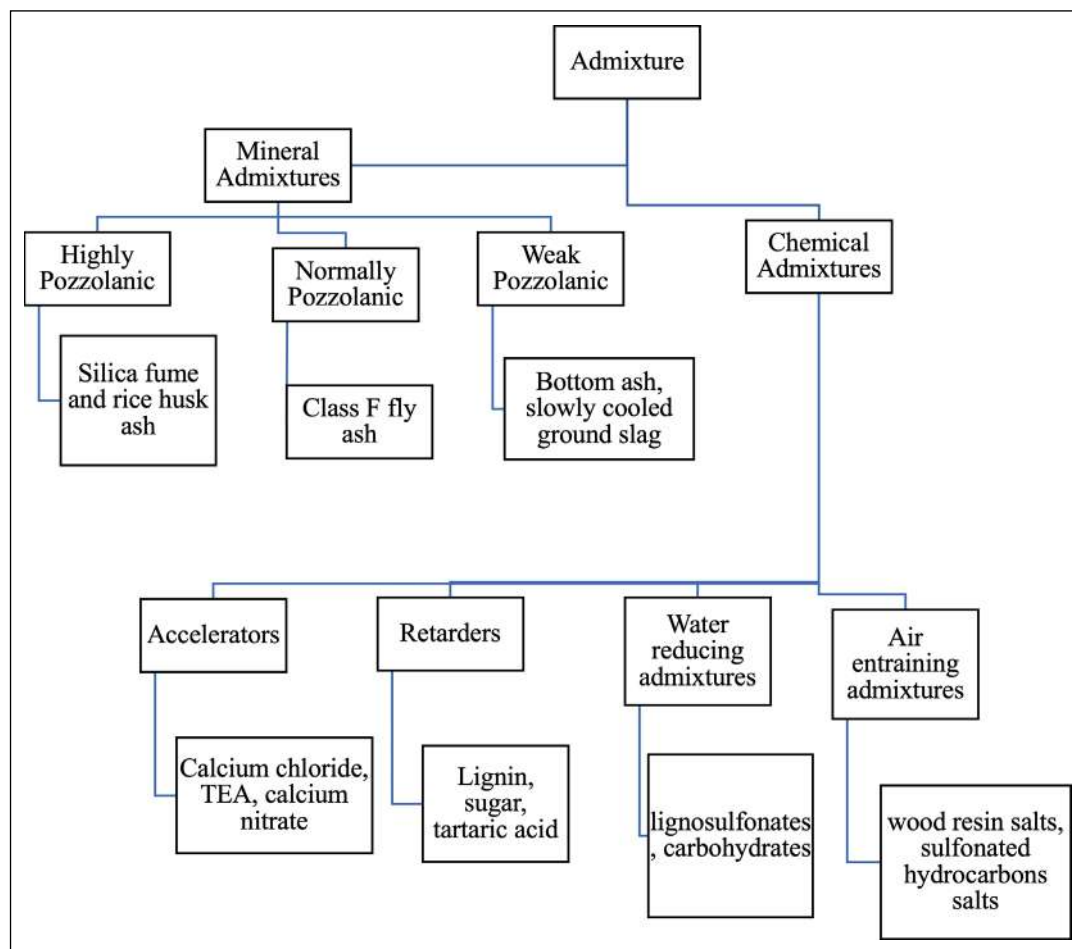 Admixture
Mineral
Admixtures
Highly
Pozzolanic
Normally
Pozzolanic
Weak
Pozzolanic
Chemical
Admixtures
Silica fume
and rice husk
ash
Class F fly
ash
Bottom ash,
slowly cooled
ground slag
Accelerators
Retarders
Water
reducing
admixtures
Air
entraining
admixtures
Calcium chloride,
TEA, calcium
nitrate
Lignin,
sugar,
tartaric acid
lignosulfonates
, carbohydrates
wood resin salts,
sulfonated
hydrocarbons
salts